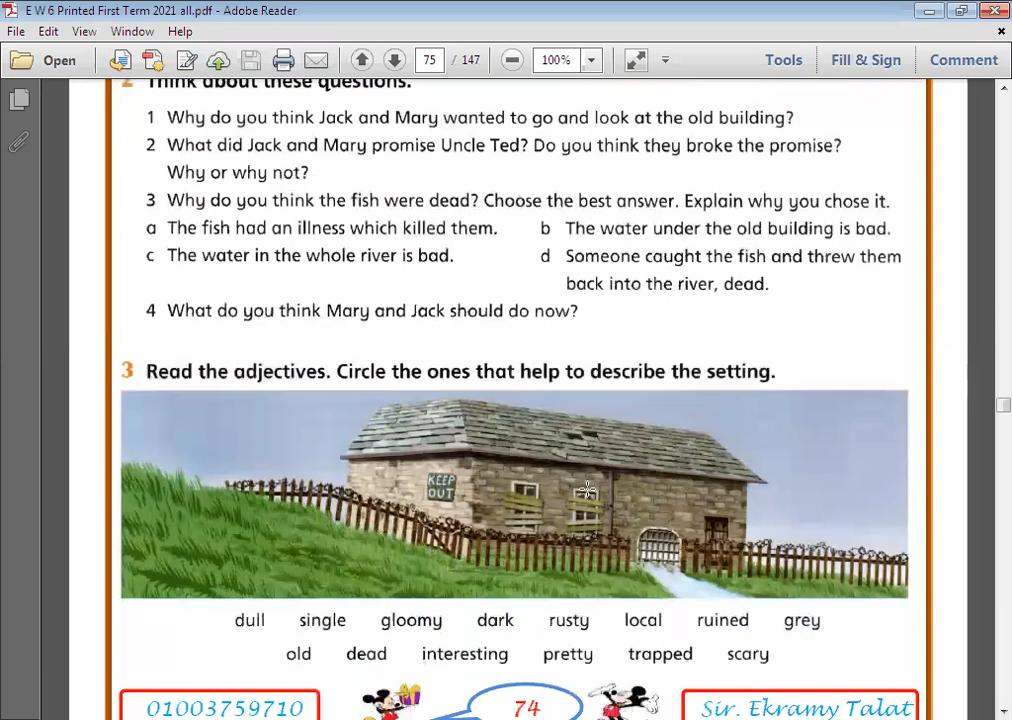 E W 6 Printed First Term 2021 all.pdf - Adobe Reader
File Edit View Window Help
Open 75 / 147 100% Tools Fill & Sign Comment
2 Think about these questions.
1 Why do you think Jack and Mary wanted to go and look at the old building?
2 What did Jack and Mary promise Uncle Ted? Do you think they broke the promise?
Why or why not?
3 Why do you think the fish were dead? Choose the best answer. Explain why you chose it.
a The fish had an illness which killed them. b The water under the old building is bad.
c The water in the whole river is bad. d Someone caught the fish and threw them
back into the river, dead.
4 What do you think Mary and Jack should do now?
3 Read the adjectives. Circle the ones that help to describe the setting.
KEEP
OUT
dull single gloomy dark rusty local ruined grey
old dead interesting pretty trapped scary
01003759710 74 Sir. Ekramy Talat